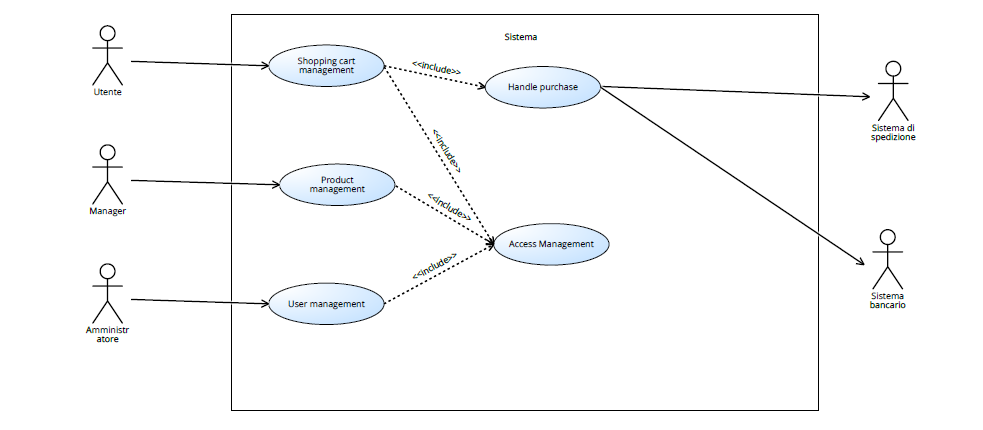 Sistema
Utente
Shopping cart
management
<<include>>
Handle purchase
Sistema di
spedizione
<<include>>
Manager
Product
management
<<include>>
Access Management
<<include>>
Amministr
atore
User management
Sistema
bancario